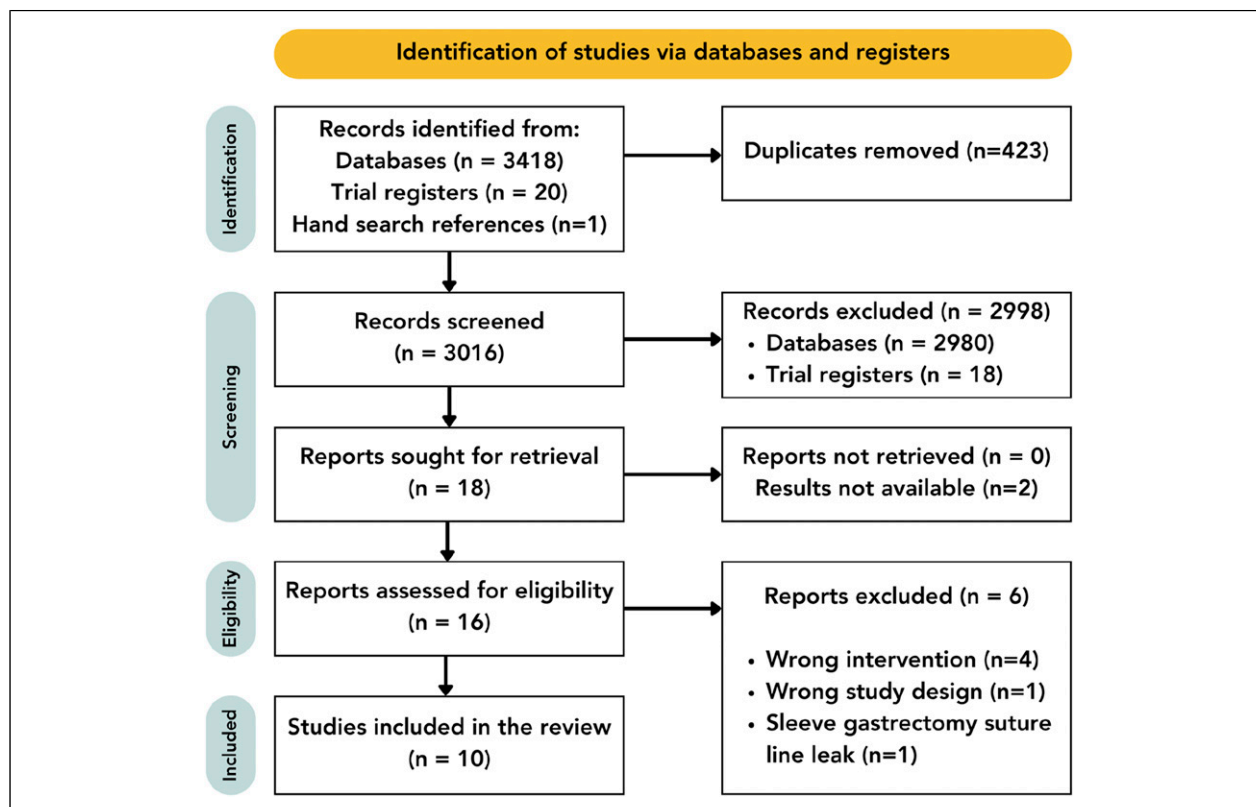 Identification of studies via databases and registers
Identification
Records identified from:
Databases (n = 3418)
Trial registers (n = 20)
Hand search references (n=1)
Duplicates removed (n=423)
Screening
Records screened
(n = 3016)
Records excluded (n = 2998)
• Databases (n = 2980)
• Trial registers (n = 18)
Reports sought for retrieval
(n = 18)
Reports not retrieved (n = 0)
Results not available (n=2)
Eligibility
Reports assessed for eligibility
(n = 16)
Reports excluded (n = 6)
• Wrong intervention (n=4)
• Wrong study design (n=1)
• Sleeve gastrectomy suture
line leak (n=1)
Included
Studies included in the review
(n = 10)